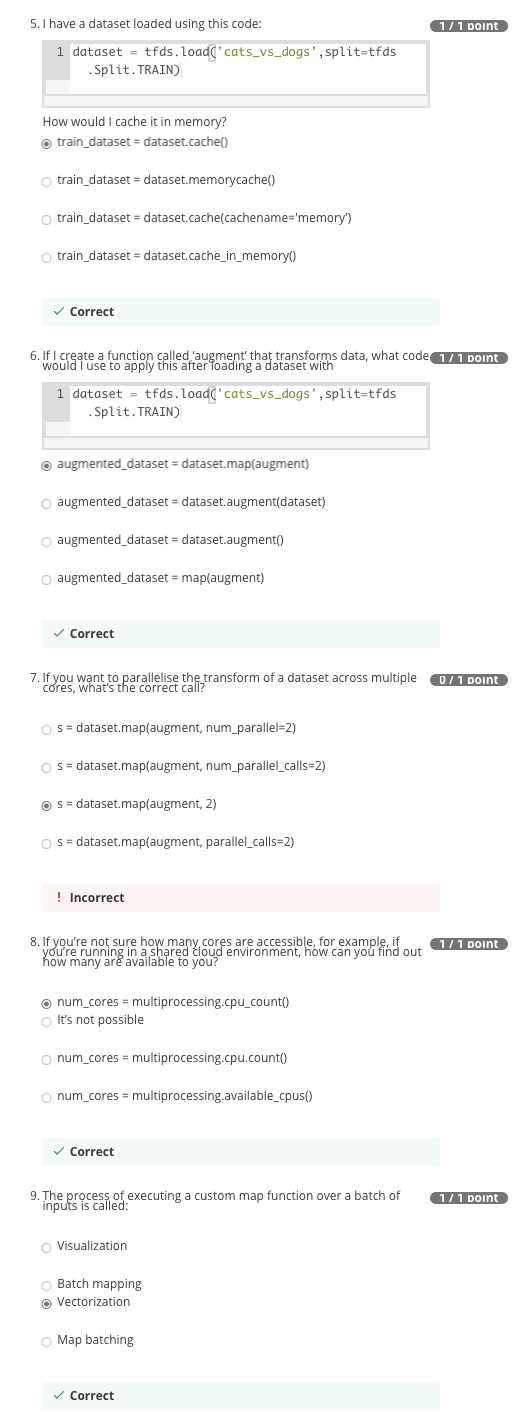 5. I have a dataset loaded using this code:
1 / 1 point
1 dataset = tfds.load('cats_vs_dogs',split=tfds
.Split.TRAIN)
How would I cache it in memory?
train_dataset = dataset.cache()
train_dataset = dataset.memorycache()
train_dataset = dataset.cache(cachename='memory')
train_dataset = dataset.cache_in_memory()
✓ Correct
6. If I create a function called ‘augment’ that transforms data, what code
would I use to apply this after loading a dataset with
1 / 1 point
1 dataset = tfds.load('cats_vs_dogs',split=tfds
.Split.TRAIN)
augmented_dataset = dataset.map(augment)
augmented_dataset = dataset.augment(dataset)
augmented_dataset = dataset.augment()
augmented_dataset = map(augment)
✓ Correct
7. If you want to parallelise the transform of a dataset across multiple
cores, what’s the correct call?
0 / 1 point
s = dataset.map(augment, num_parallel=2)
s = dataset.map(augment, num_parallel_calls=2)
s = dataset.map(augment, 2)
s = dataset.map(augment, parallel_calls=2)
! Incorrect
8. If you’re not sure how many cores are accessible, for example, if
you’re running in a shared cloud environment, how can you find out
how many are available to you?
1 / 1 point
num_cores = multiprocessing.cpu_count()
It’s not possible
num_cores = multiprocessing.cpu.count()
num_cores = multiprocessing.available_cpus()
✓ Correct
9. The process of executing a custom map function over a batch of
inputs is called:
1 / 1 point
Visualization
Batch mapping
Vectorization
Map batching
✓ Correct